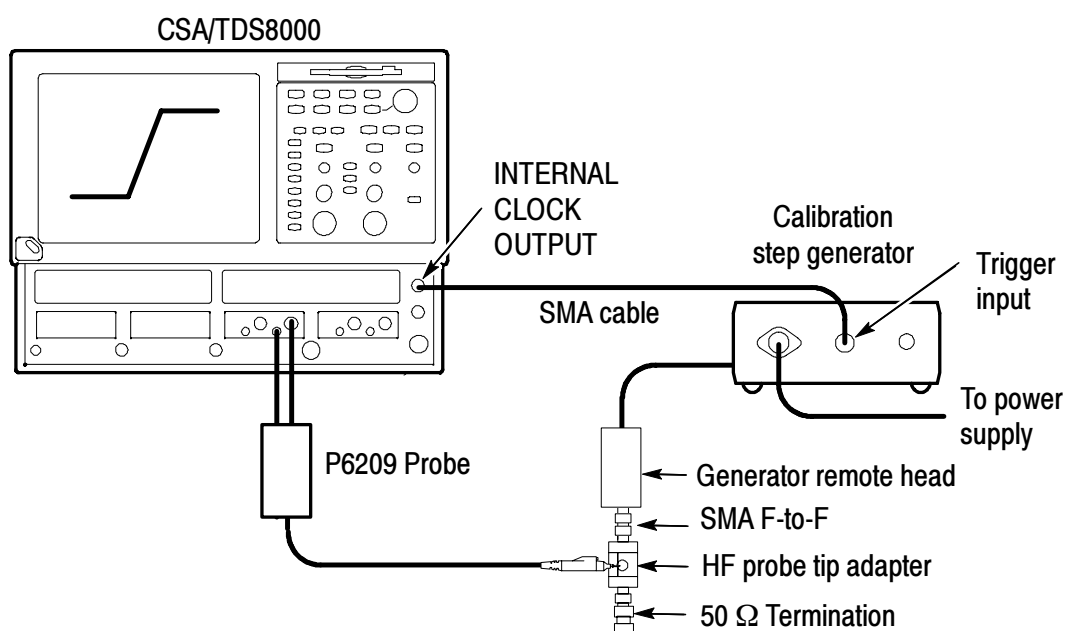 CSA/TDS8000
INTERNAL
CLOCK
OUTPUT
Calibration
step generator
Trigger
input
SMA cable
To power
supply
P6209 Probe
Generator remote head
SMA F-to-F
HF probe tip adapter
50 Ω Termination